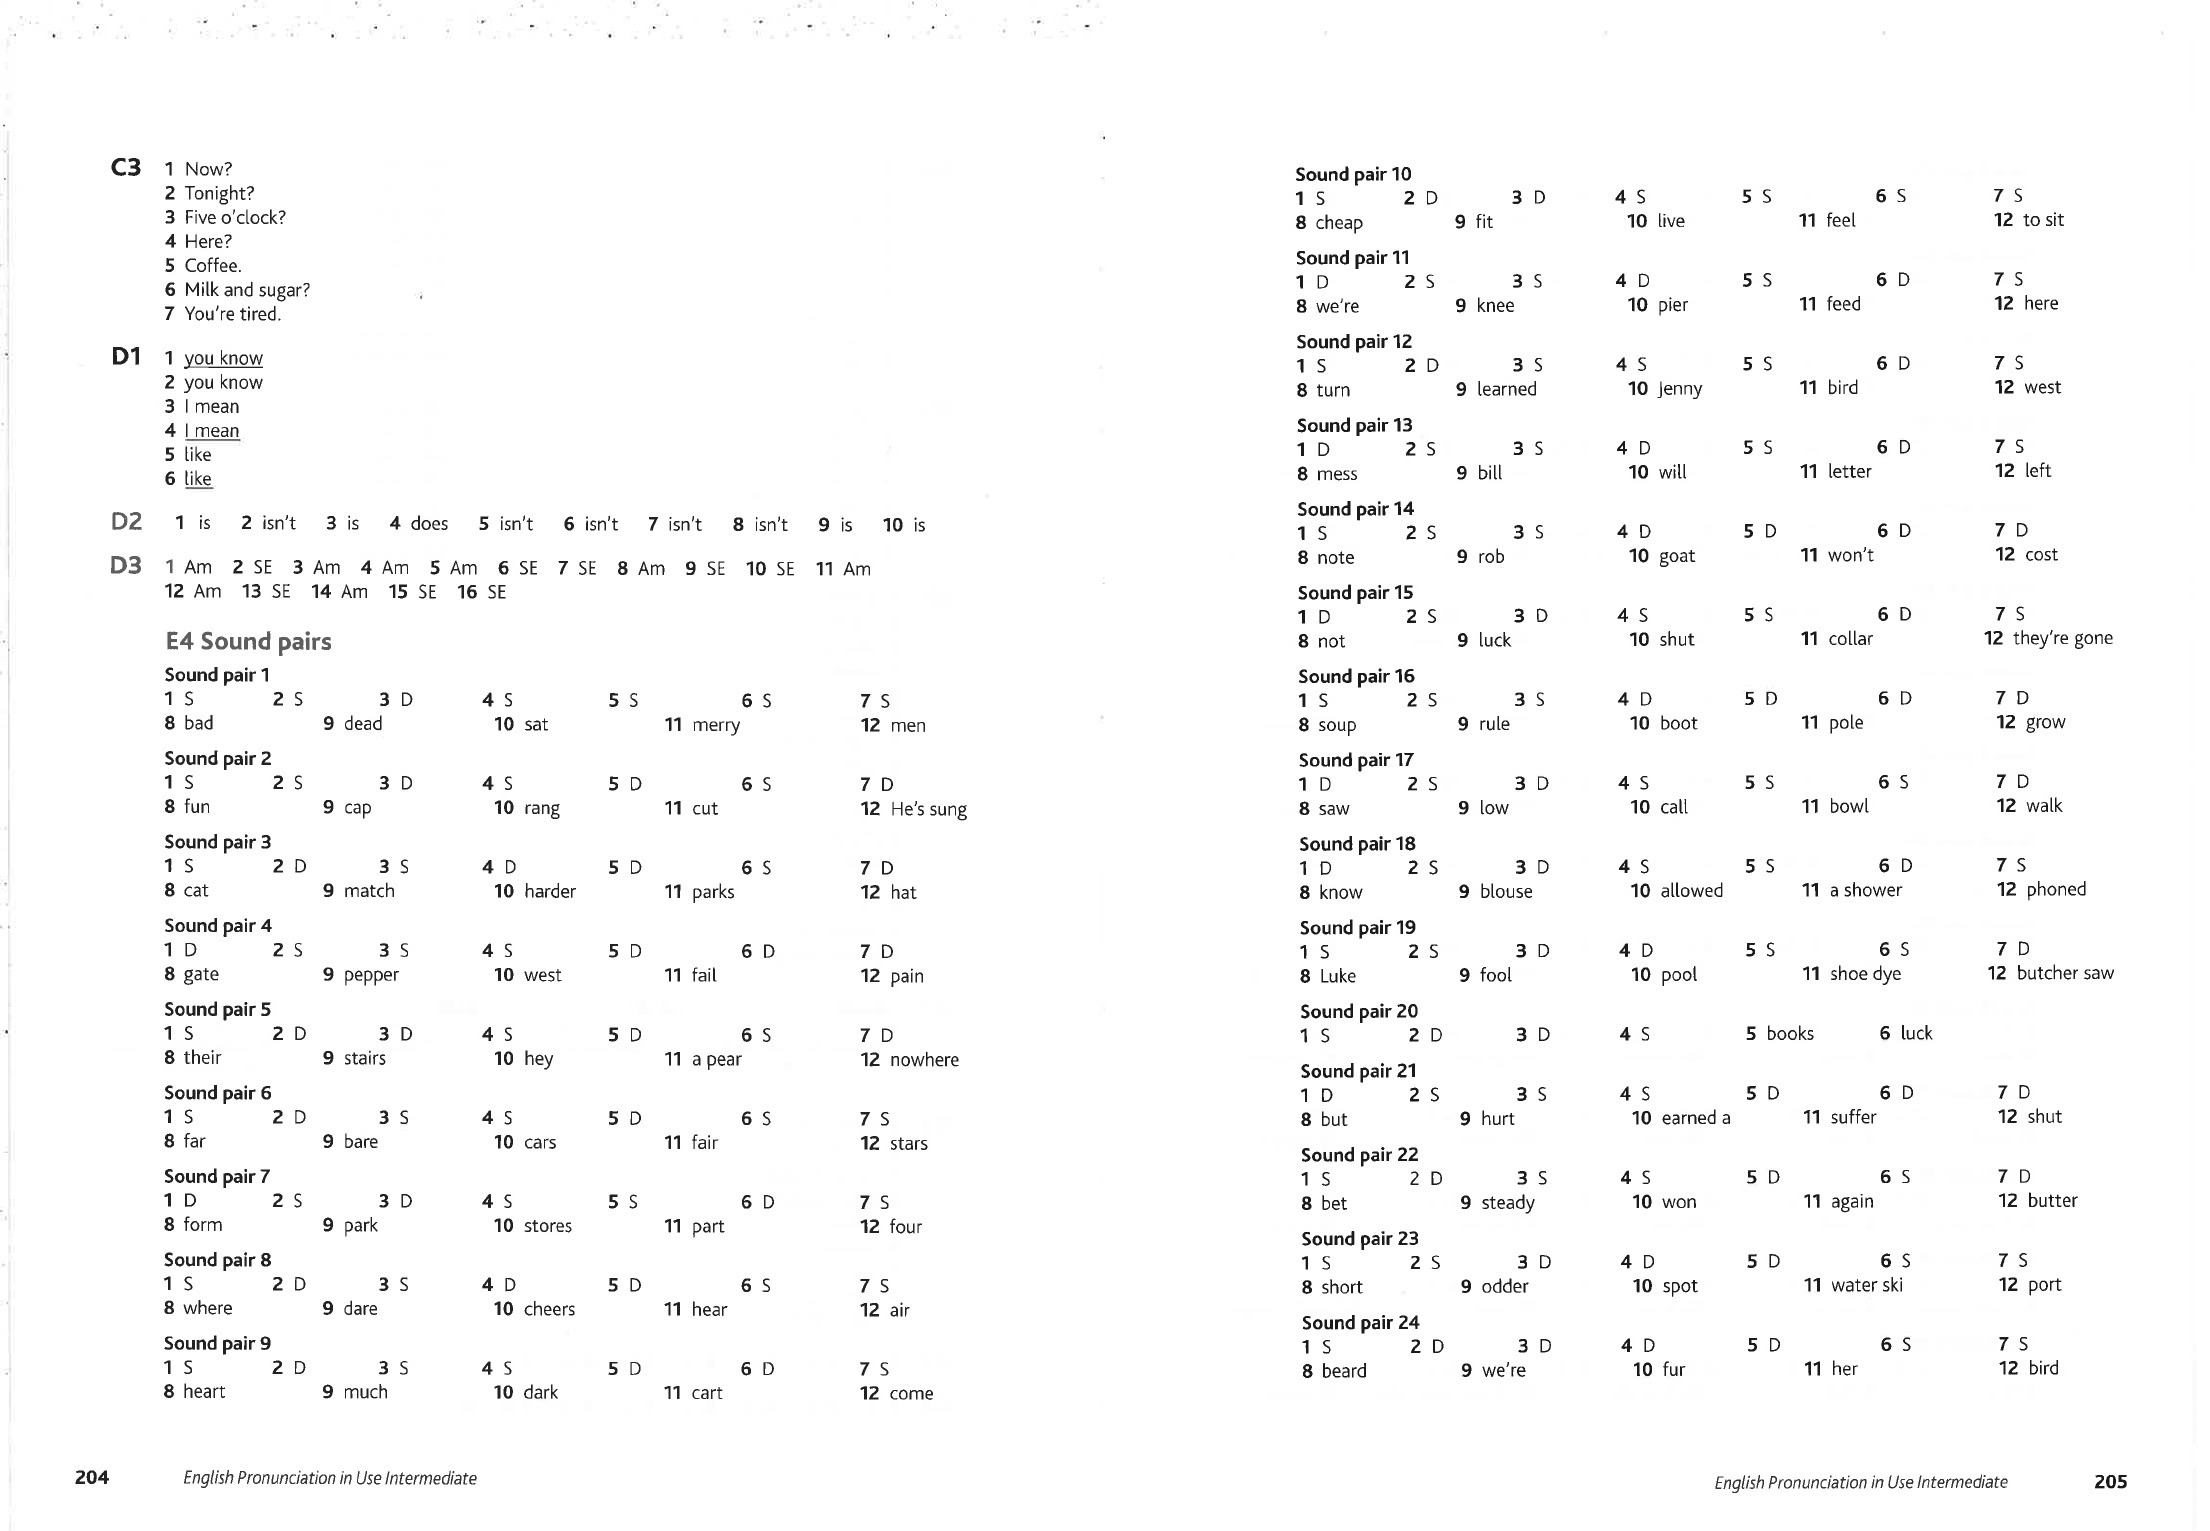 C3 1 Now?
2 Tonight?
3 Five o'clock?
4 Here?
5 Coffee.
6 Milk and sugar?
7 You're tired.
D1 1 you know
2 you know
3 I mean
4 I mean
5 like
6 like
D2 1 is 2 isn't 3 is 4 does 5 isn't 6 isn't 7 isn't 8 isn't 9 is 10 is
D3 1 Am 2 SE 3 Am 4 Am 5 Am 6 SE 7 SE 8 Am 9 SE 10 SE 11 Am
12 Am 13 SE 14 Am 15 SE 16 SE
E4 Sound pairs
Sound pair 1
1 S 2 S 3 D 4 S 5 S 6 S 7 S
8 bad 9 dead 10 sat 11 merry 12 men
Sound pair 2
1 S 2 S 3 D 4 S 5 D 6 S 7 D
8 fun 9 cap 10 rang 11 cut 12 He's sung
Sound pair 3
1 S 2 D 3 S 4 D 5 D 6 S 7 D
8 cat 9 match 10 harder 11 parks 12 hat
Sound pair 4
1 D 2 S 3 S 4 S 5 D 6 D 7 D
8 gate 9 pepper 10 west 11 fail 12 pain
Sound pair 5
1 S 2 D 3 D 4 S 5 D 6 S 7 D
8 their 9 stairs 10 hey 11 a pear 12 nowhere
Sound pair 6
1 S 2 D 3 S 4 S 5 D 6 S 7 S
8 far 9 bare 10 cars 11 fair 12 stars
Sound pair 7
1 D 2 S 3 D 4 S 5 S 6 D 7 S
8 form 9 park 10 stores 11 part 12 four
Sound pair 8
1 S 2 D 3 S 4 D 5 D 6 S 7 S
8 where 9 dare 10 cheers 11 hear 12 air
Sound pair 9
1 S 2 D 3 S 4 S 5 D 6 D 7 S
8 heart 9 much 10 dark 11 cart 12 come
204 English Pronunciation in Use Intermediate
Sound pair 10
1 S 2 D 3 D 4 S 5 S 6 S 7 S
8 cheap 9 fit 10 live 11 feel 12 to sit
Sound pair 11
1 D 2 S 3 S 4 D 5 S 6 D 7 S
8 we're 9 knee 10 pier 11 feed 12 here
Sound pair 12
1 S 2 D 3 S 4 S 5 S 6 D 7 S
8 turn 9 learned 10 Jenny 11 bird 12 west
Sound pair 13
1 D 2 S 3 S 4 D 5 S 6 D 7 S
8 mess 9 bill 10 will 11 letter 12 left
Sound pair 14
1 S 2 S 3 S 4 D 5 D 6 D 7 D
8 note 9 rob 10 goat 11 won't 12 cost
Sound pair 15
1 D 2 S 3 D 4 S 5 S 6 D 7 S
8 not 9 luck 10 shut 11 collar 12 they're gone
Sound pair 16
1 S 2 S 3 S 4 D 5 D 6 D 7 D
8 soup 9 rule 10 boot 11 pole 12 grow
Sound pair 17
1 D 2 S 3 D 4 S 5 S 6 S 7 D
8 saw 9 low 10 call 11 bowl 12 walk
Sound pair 18
1 D 2 S 3 D 4 S 5 S 6 D 7 S
8 know 9 blouse 10 allowed 11 a shower 12 phoned
Sound pair 19
1 S 2 S 3 D 4 D 5 S 6 S 7 D
8 Luke 9 fool 10 pool 11 shoe dye 12 butcher saw
Sound pair 20
1 S 2 D 3 D 4 S 5 books 6 luck
Sound pair 21
1 D 2 S 3 S 4 S 5 D 6 D 7 D
8 but 9 hurt 10 earned a 11 suffer 12 shut
Sound pair 22
1 S 2 D 3 S 4 S 5 D 6 S 7 D
8 bet 9 steady 10 won 11 again 12 butter
Sound pair 23
1 S 2 S 3 D 4 D 5 D 6 S 7 S
8 short 9 odder 10 spot 11 water ski 12 port
Sound pair 24
1 S 2 D 3 D 4 D 5 D 6 S 7 S
8 beard 9 we're 10 fur 11 her 12 bird
English Pronunciation in Use Intermediate 205